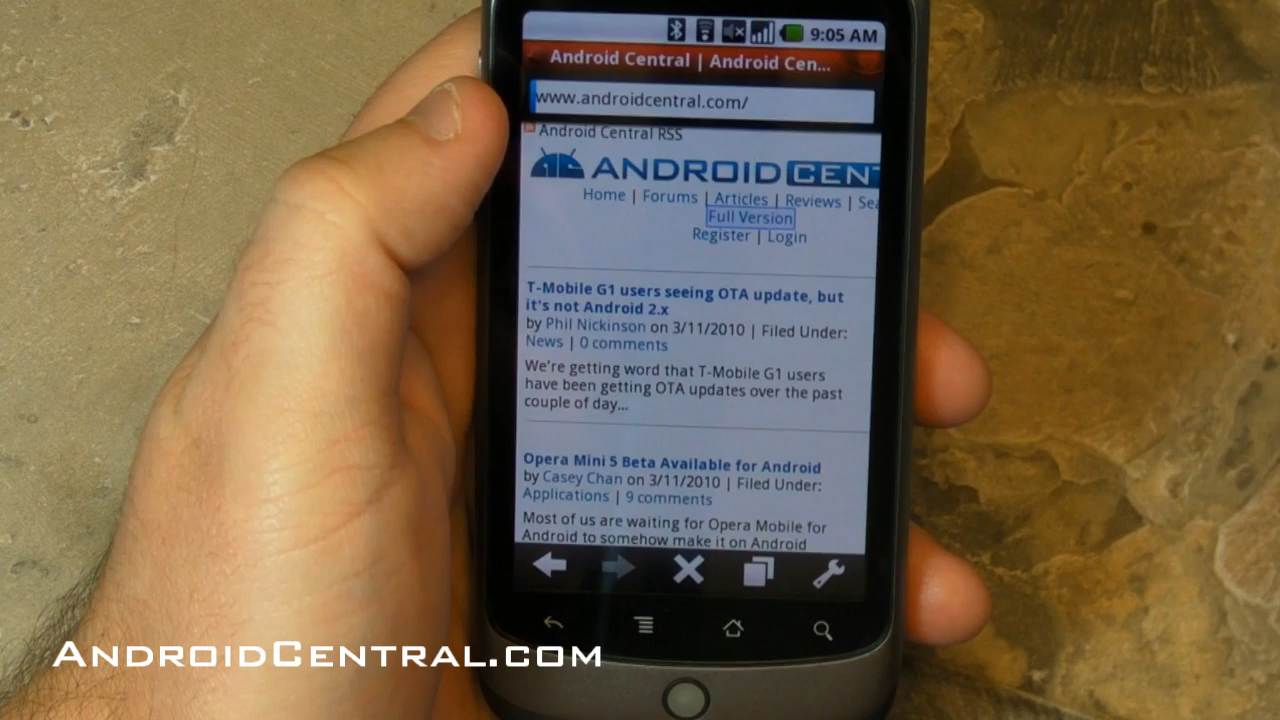 9:05 AM
Android Central | Android Cen...
www.androidcentral.com/
Android Central RSS
ANDROID CENT
Home | Forums | Articles | Reviews | Sea
Full Version
Register | Login
T-Mobile G1 users seeing OTA update, but
it's not Android 2.x
by Phil Nickinson on 3/11/2010 | Filed Under:
News | 0 comments
We're getting word that T-Mobile G1 users
have been getting OTA updates over the past
couple of day...
Opera Mini 5 Beta Available for Android
by Casey Chan on 3/11/2010 | Filed Under:
Applications | 9 comments
Most of us are waiting for Opera Mobile for
Android to somehow make it on Android
ANDROIDCENTRAL.COM